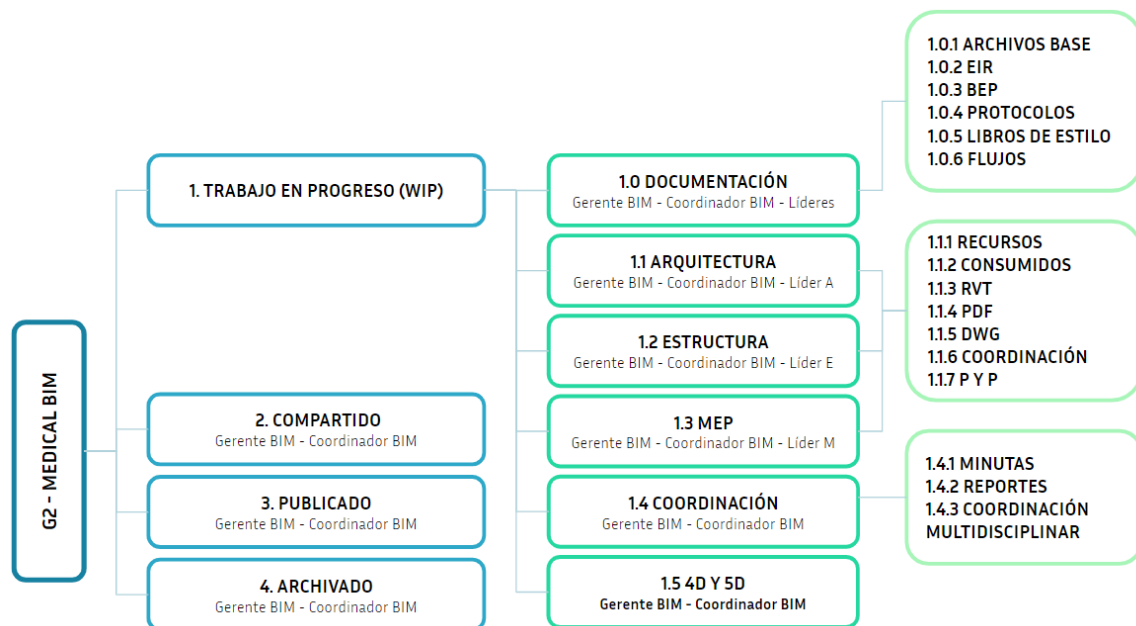 G2 - MEDICAL BIM
1. TRABAJO EN PROGRESO (WIP)
2. COMPARTIDO
Gerente BIM - Coordinador BIM
3. PUBLICADO
Gerente BIM - Coordinador BIM
4. ARCHIVADO
Gerente BIM - Coordinador BIM
1.0 DOCUMENTACIÓN
Gerente BIM - Coordinador BIM - Líderes
1.1 ARQUITECTURA
Gerente BIM - Coordinador BIM - Líder A
1.2 ESTRUCTURA
Gerente BIM - Coordinador BIM - Líder E
1.3 MEP
Gerente BIM - Coordinador BIM - Líder M
1.4 COORDINACIÓN
Gerente BIM - Coordinador BIM
1.5 4D Y 5D
Gerente BIM - Coordinador BIM
1.0.1 ARCHIVOS BASE
1.0.2 EIR
1.0.3 BEP
1.0.4 PROTOCOLOS
1.0.5 LIBROS DE ESTILO
1.0.6 FLUJOS
1.1.1 RECURSOS
1.1.2 CONSUMIDOS
1.1.3 RVT
1.1.4 PDF
1.1.5 DWG
1.1.6 COORDINACIÓN
1.1.7 P Y P
1.4.1 MINUTAS
1.4.2 REPORTES
1.4.3 COORDINACIÓN
MULTIDISCIPLINAR